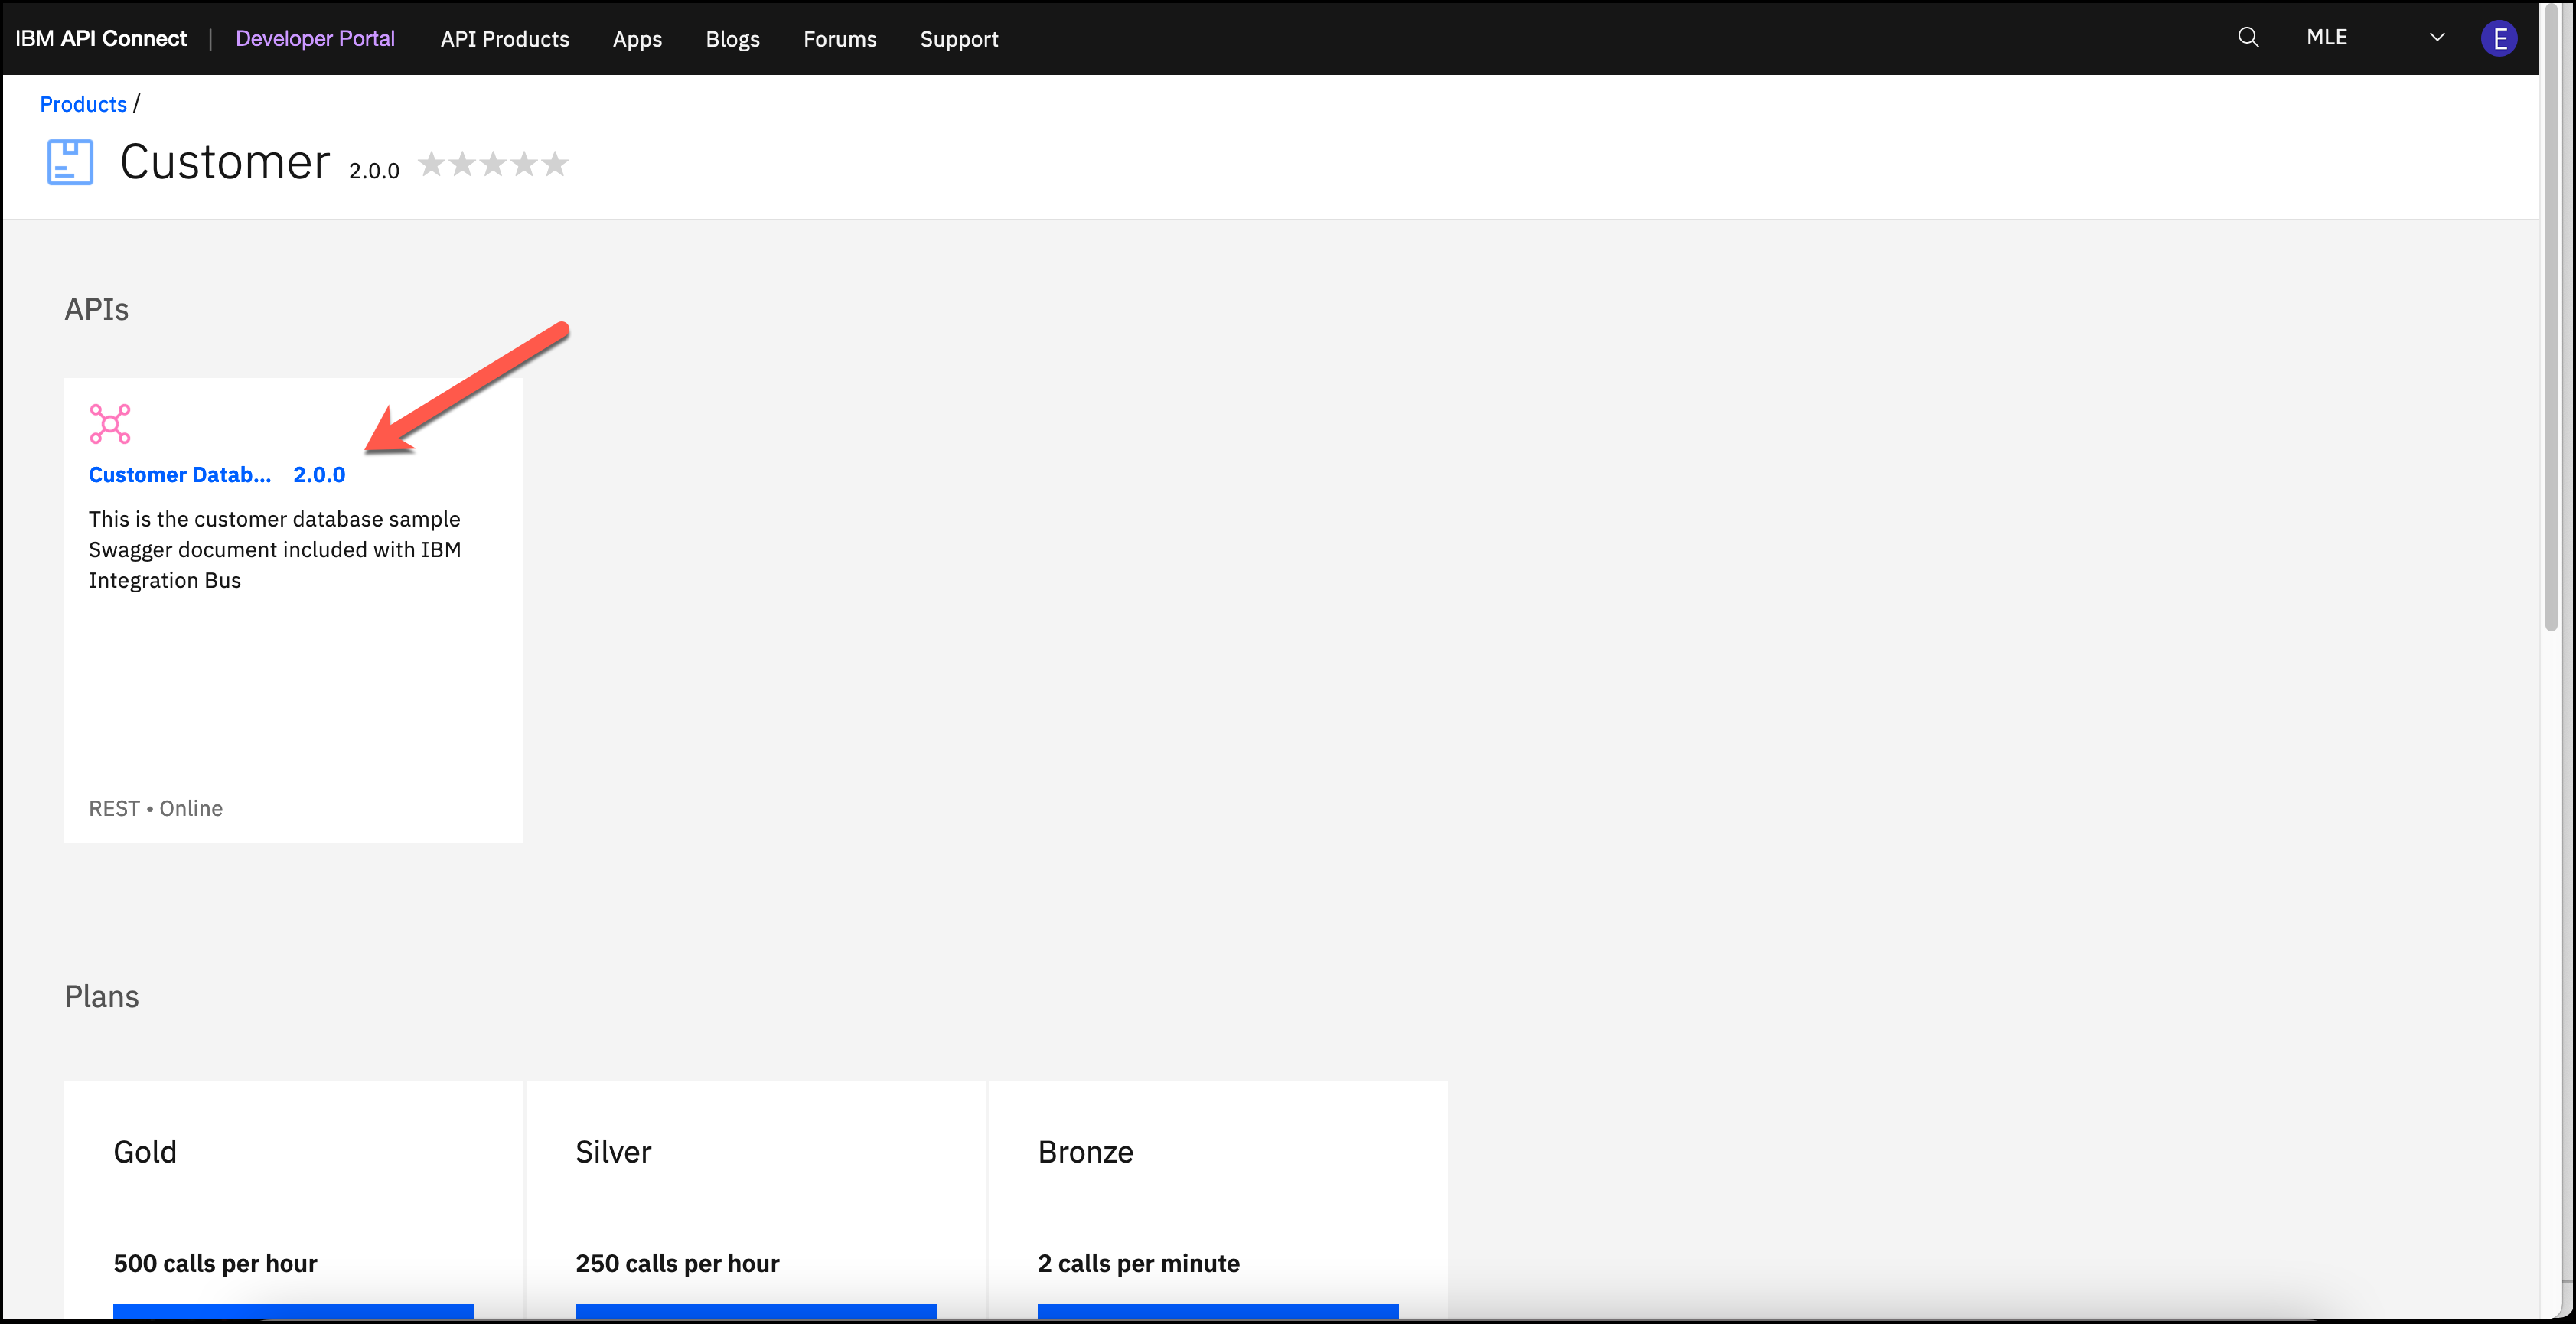 IBM API Connect | Developer Portal API Products Apps Blogs Forums Support MLE E
Products /
Customer 2.0.0
APIs
Customer Datab... 2.0.0
This is the customer database sample
Swagger document included with IBM
Integration Bus
REST • Online
Plans
Gold Silver Bronze
500 calls per hour 250 calls per hour 2 calls per minute